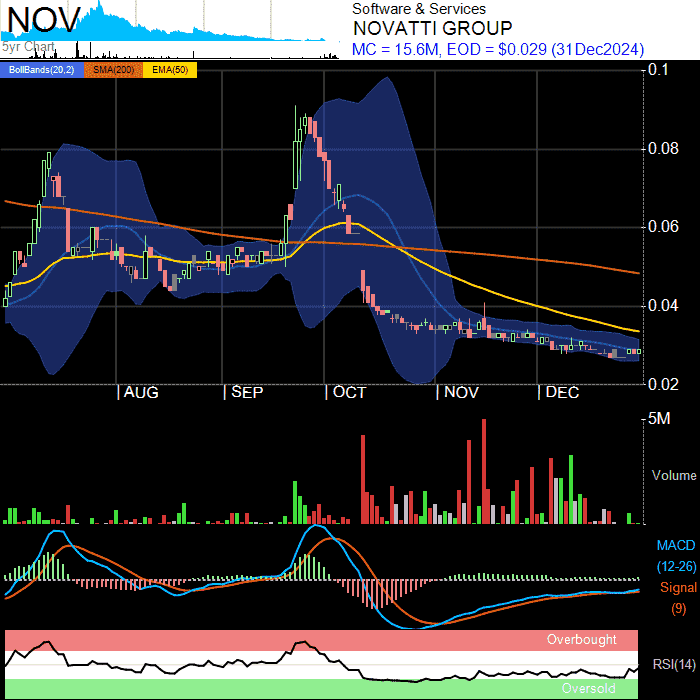 NOV
5yr Chart
Software & Services
NOVATTI GROUP
MC = 15.6M, EOD = $0.029 (31Dec2024)
BollBands(20,2) SMA(200) EMA(50)
0.1
0.08
0.06
0.04
0.02
| AUG | SEP | OCT | NOV | DEC
5M
Volume
MACD
(12-26)
Signal
(9)
Overbought
RSI(14)
Oversold